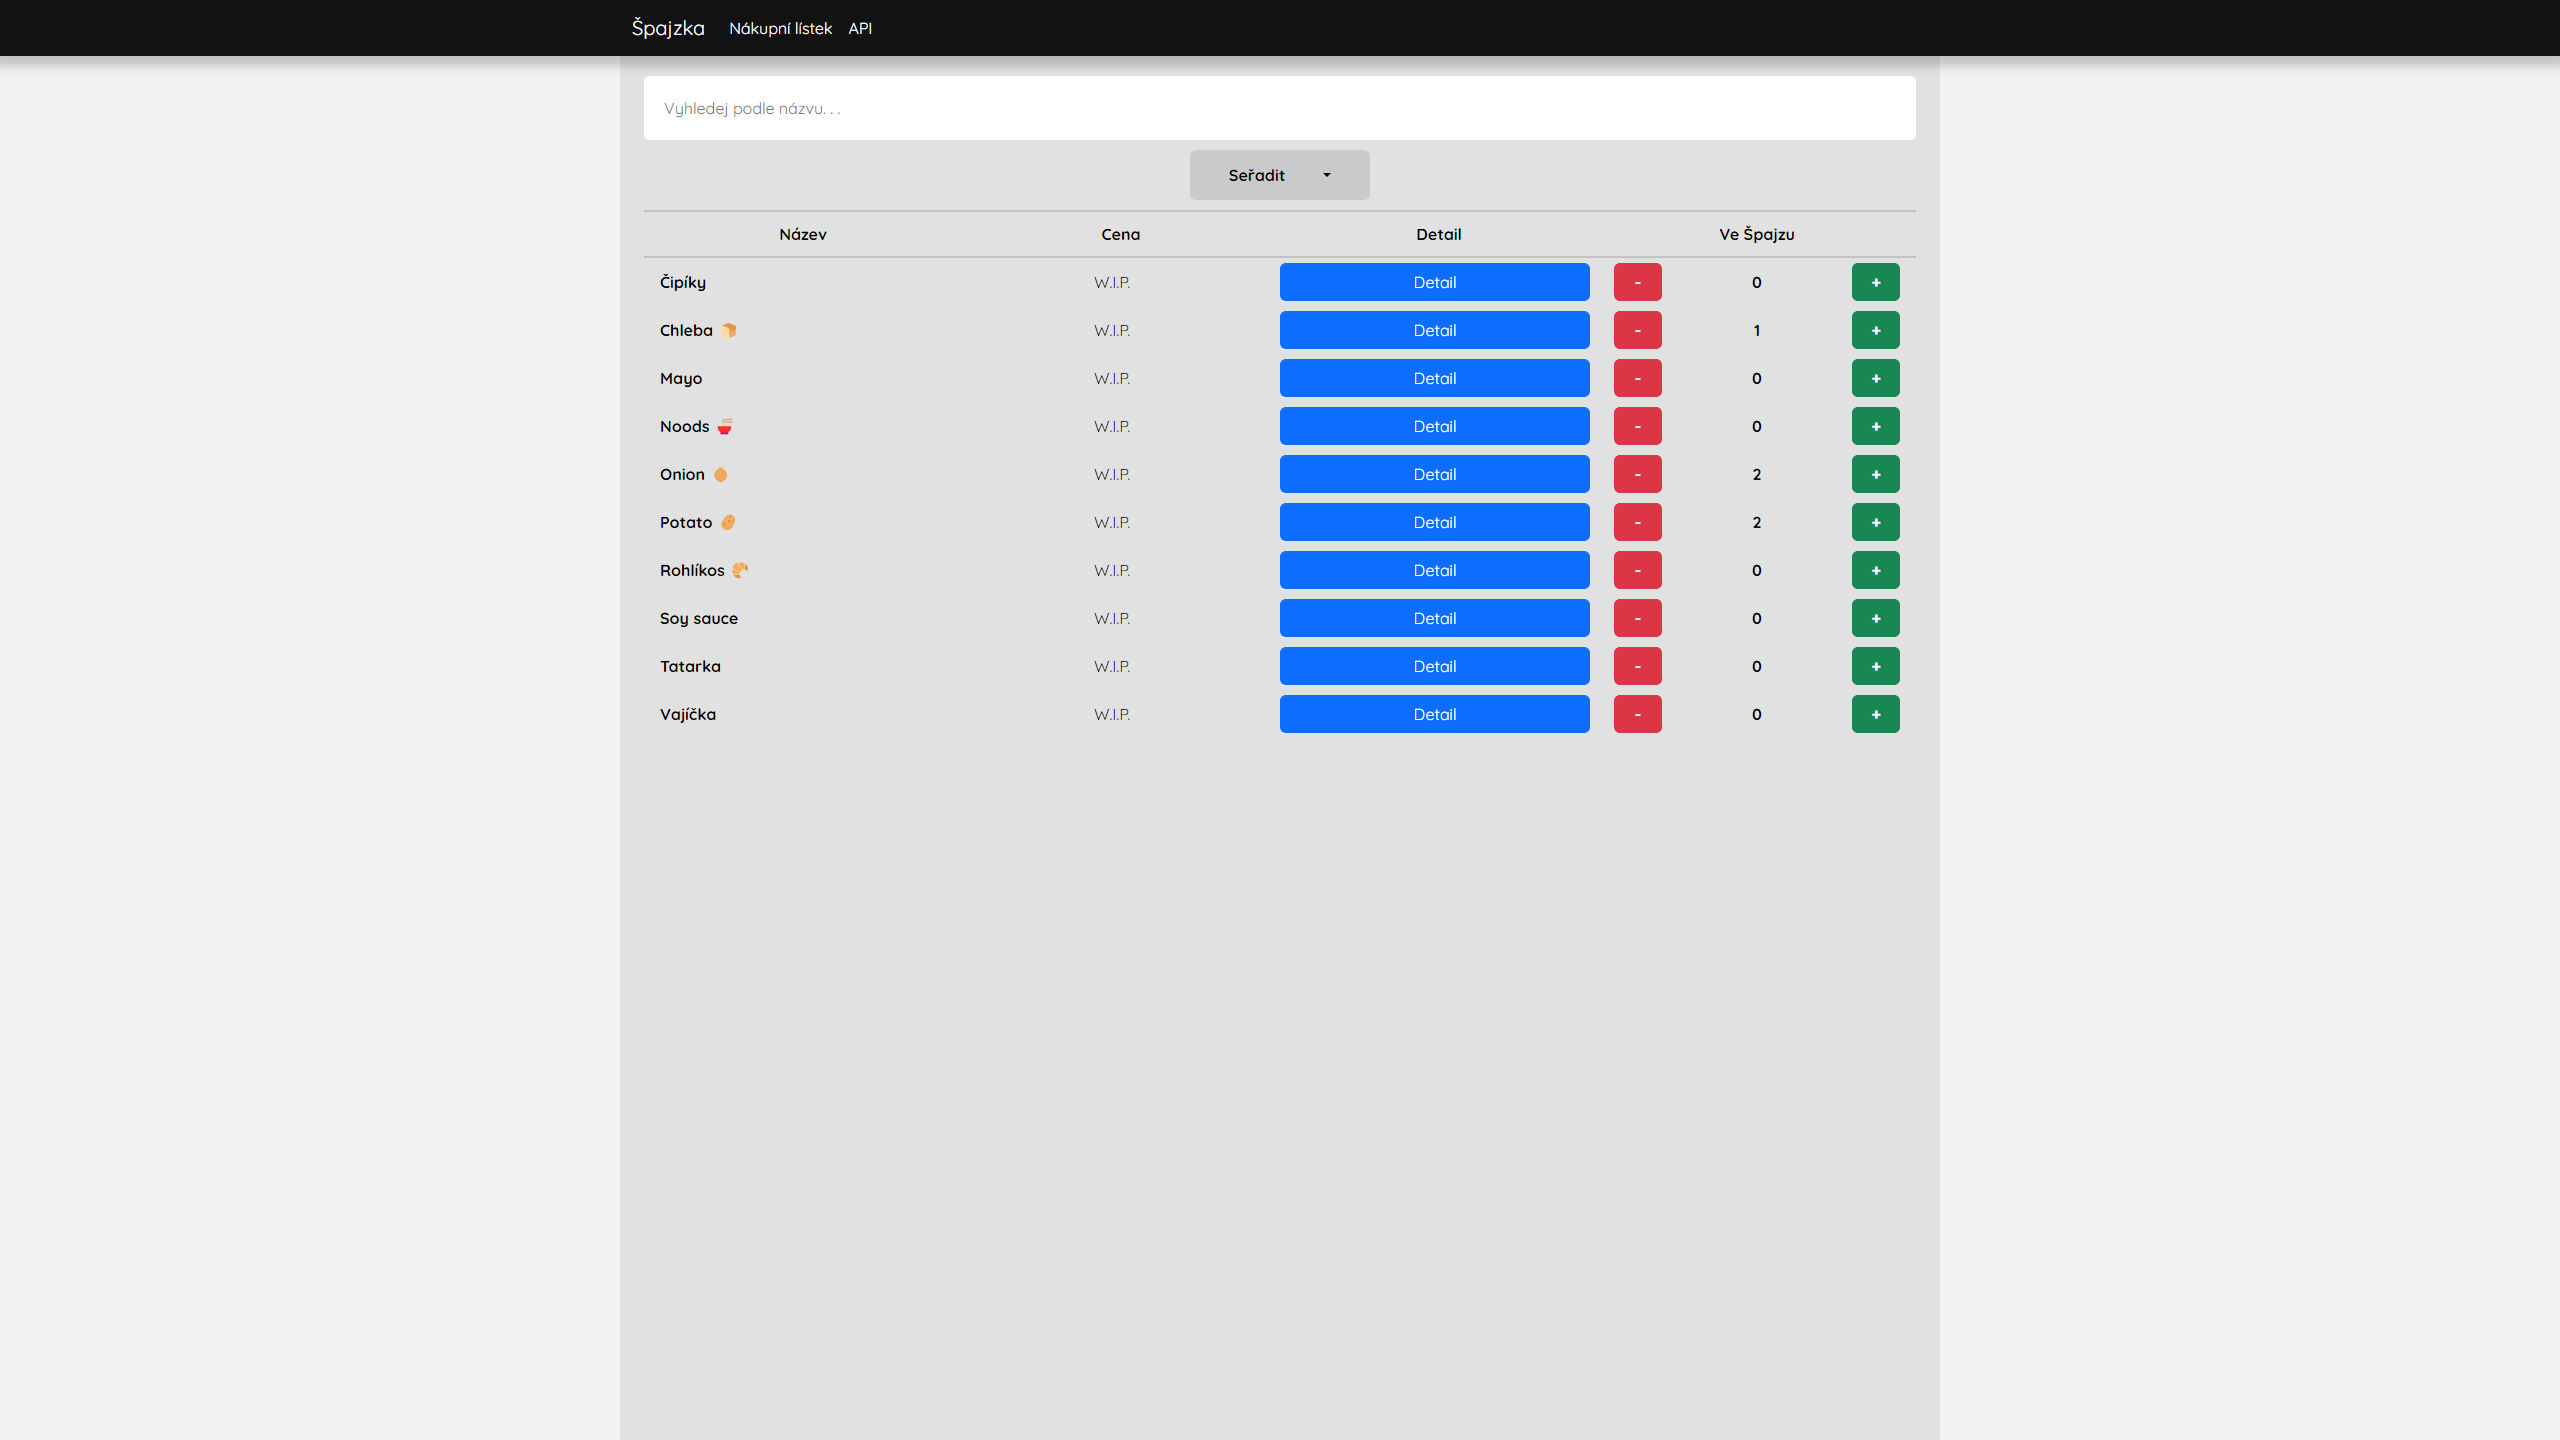 Špajzka Nákupní lístek API
Vyhledej podle názvu. . .
Seřadit
Název Cena Detail Ve Špajzu
Čipíky W.I.P. Detail - 0 +
Chleba 🍞 W.I.P. Detail - 1 +
Mayo W.I.P. Detail - 0 +
Noods 🍜 W.I.P. Detail - 0 +
Onion 🧅 W.I.P. Detail - 2 +
Potato 🥔 W.I.P. Detail - 2 +
Rohlíkos 🥐 W.I.P. Detail - 0 +
Soy sauce W.I.P. Detail - 0 +
Tatarka W.I.P. Detail - 0 +
Vajíčka W.I.P. Detail - 0 +